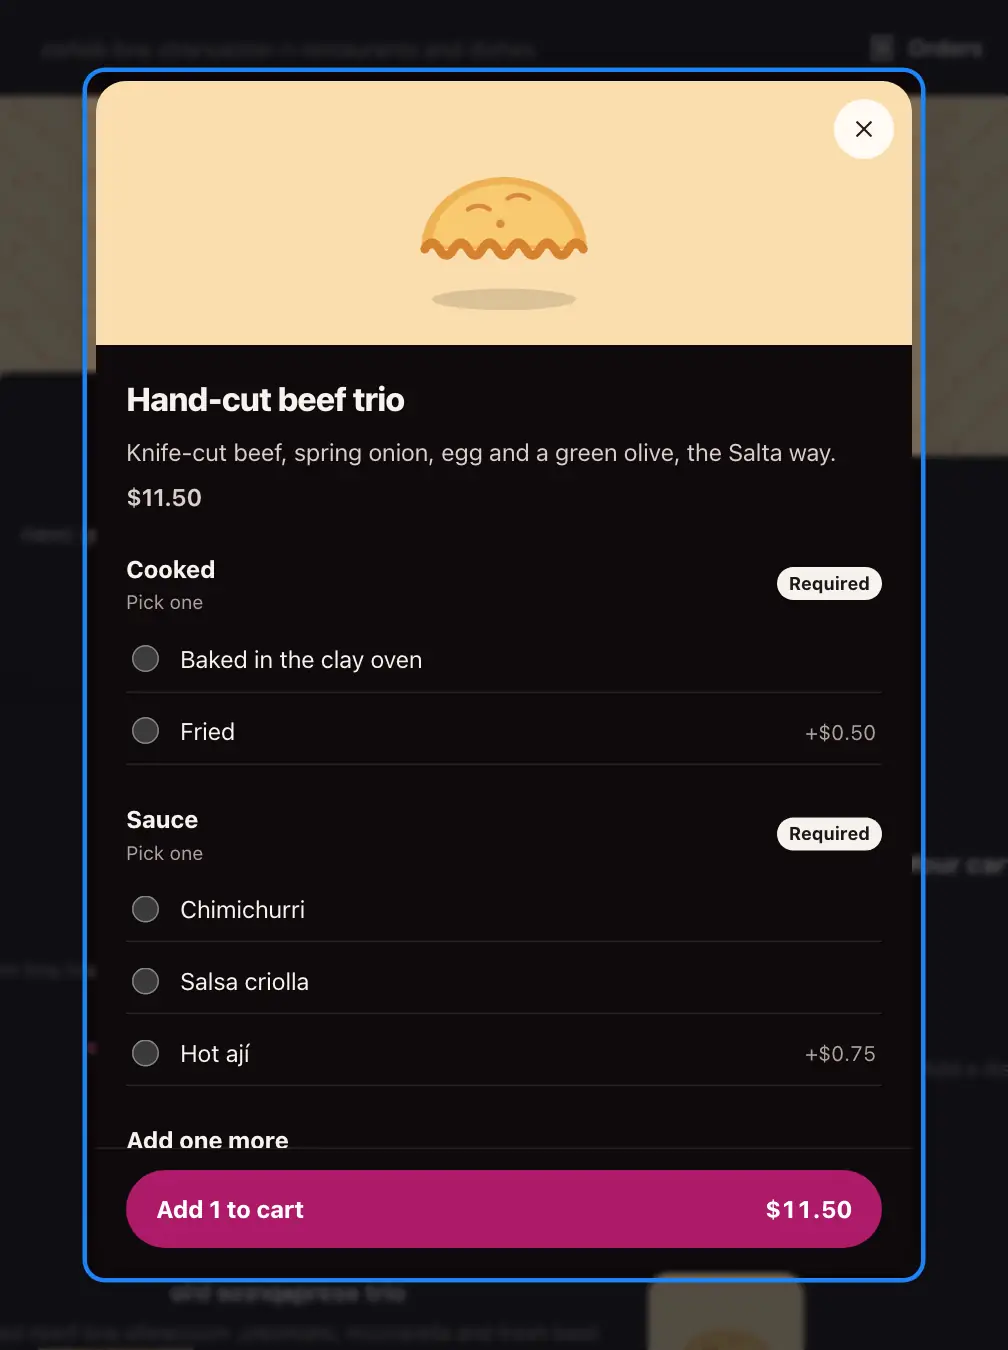 Orders
Hand-cut beef trio
Knife-cut beef, spring onion, egg and a green olive, the Salta way.
$11.50
Cooked
Required
Pick one
Baked in the clay oven
Fried
+$0.50
Sauce
Required
Pick one
Chimichurri
Salsa criolla
Hot ají
+$0.75
Add one more
Add 1 to cart
$11.50